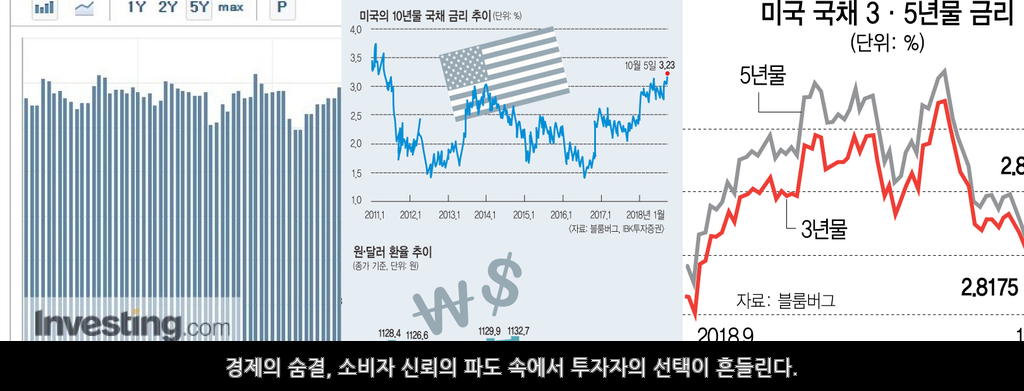 1Y 2Y 5Y max P
Investing.com
미국의 10년물 국채 금리 추이 (단위: %)
4,0
3,5
3,0
2,5
2,0
1,5
1,0
10월 5일 3,23
2011,1 2012,1 2013,1 2014,1 2015,1 2016,1 2017,1 2018년 1월
(자료: 블룸버그, IBK투자증권)
원·달러 환율 추이
(종가 기준, 단위: 원)
₩ $
1128,4 1126,6 1129,9 1132,7
미국 국채 3·5년물 금리
(단위: %)
5년물
2.8
3년물
2.8175
자료: 블룸버그
2018.9 1
경제의 숨결, 소비자 신뢰의 파도 속에서 투자자의 선택이 흔들린다.